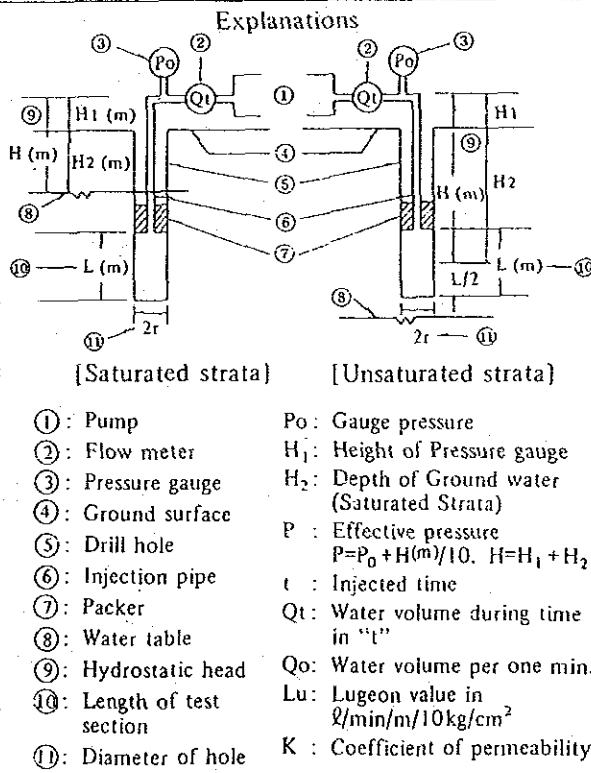 Explanations
③ Po ② Qt ① ② Qt Po ③
⑨ H1 (m) H (m) H2 (m)
④
⑤
⑥
⑦
⑧
⑩ L (m)
⑪ 2r
H1
⑨
H (m) H2
L (m) ⑩
L/2
⑧
2r ⑪
[Saturated strata] [Unsaturated strata]
①: Pump
②: Flow meter
③: Pressure gauge
④: Ground surface
⑤: Drill hole
⑥: Injection pipe
⑦: Packer
⑧: Water table
⑨: Hydrostatic head
⑩: Length of test
section
⑪: Diameter of hole
Po: Gauge pressure
H₁: Height of Pressure gauge
H₂: Depth of Ground water
(Saturated Strata)
P : Effective pressure
P=P₀+H(m)/10. H=H₁+H₂
t : Injected time
Qt: Water volume during time
in "t"
Qo: Water volume per one min.
Lu: Lugeon value in
ℓ/min/m/10kg/cm²
K : Coefficient of permeability